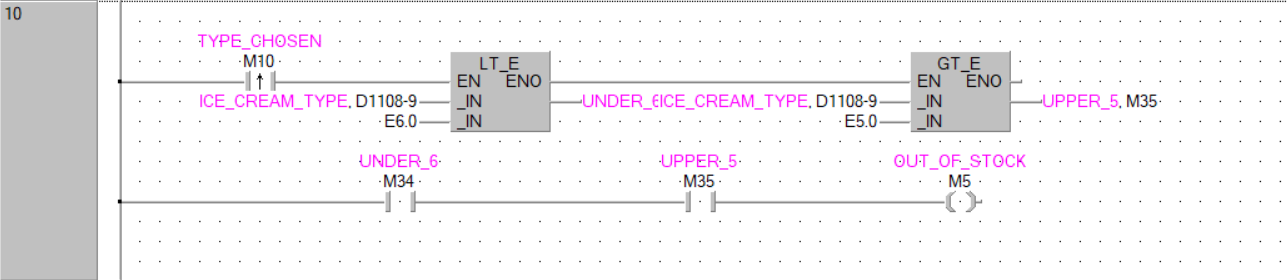 10
TYPE_CHOSEN
M10
LT_E GT_E
EN ENO EN ENO
ICE_CREAM_TYPE, D1108-9 _IN UNDER_6 ICE_CREAM_TYPE, D1108-9 _IN UPPER_5, M35
E6.0 _IN E5.0 _IN
UNDER_6 UPPER_5 OUT_OF_STOCK
M34 M35 M5